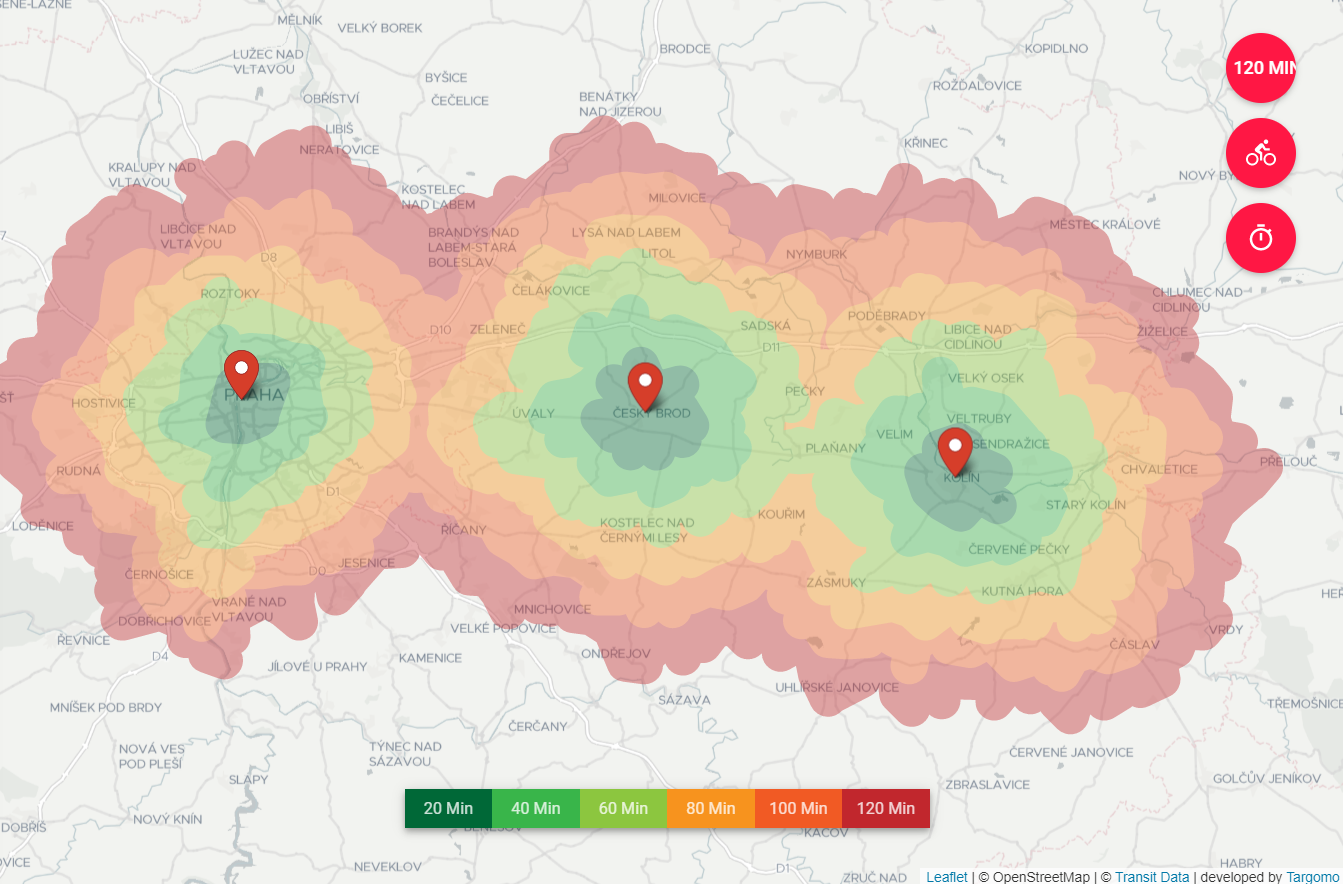 MĚLNÍK
VELKÝ BOREK
BRODCE
KOPIDLNO
LUŽEC NAD
VLTAVOU
BYŠICE
ČEČELICE
ROŽĎALOVICE
120 MIN
OBŘÍSTVÍ
BENÁTKY
NAD JIZEROU
LIBIŠ
NERATOVICE
KŘINEC
KRALUPY NAD
VLTAVOU
NOVÝ BY
KOSTELEC
NAD LABEM
MILOVICE
LIBČICE NAD
VLTAVOU
BRANDÝS NAD
LABEM-STARÁ
BOLESLAV
LYSÁ NAD LABEM
LITOL
NYMBURK
MĚSTEC KRÁLOVÉ
7
D8
ROZTOKY
ČELÁKOVICE
CHLUMEC NAD
CIDLINOU
D10
ZELENEČ
SADSKÁ
D11
PODĚBRADY
LIBICE NAD
CIDLINOU
ŽIŽELICE
VELKÝ OSEK
PEČKY
PRAHA
HOSTIVICE
ÚVALY
ČESKÝ BROD
VELTRUBY
VELIM
SENDRAŽICE
PLAŇANY
RUDNÁ
CHVALETICE
PŘELOUČ
KOLÍN
D1
STARÝ KOLÍN
LODĚNICE
ŘÍČANY
KOSTELEC NAD
ČERNÝMI LESY
KOUŘIM
ČERVENÉ PEČKY
JESENICE
D0
ČERNOŠICE
ZÁSMUKY
KUTNÁ HORA
VRANÉ NAD
VLTAVOU
DOBŘICHOVICE
MNICHOVICE
VELKÉ POPOVICE
VRDY
ŘEVNICE
D4
JÍLOVÉ U PRAHY
KAMENICE
ONDŘEJOV
ČÁSLAV
UHLÍŘSKÉ JANOVICE
SÁZAVA
TŘEMOŠNICE
MNÍŠEK POD BRDY
ČERČANY
NOVÁ VES
POD PLEŠÍ
TÝNEC NAD
SÁZAVOU
ČERVENÉ JANOVICE
SLAPY
ZBRASLAVICE
GOLČŮV JENÍKOV
20 Min 40 Min 60 Min 80 Min 100 Min 120 Min
NOVÝ KNÍN
DOBŘÍŠ
BENEŠOV
KÁCOV
NEVEKLOV
D1
ZRUČ NAD
HABRY
Leaflet | © OpenStreetMap | © Transit Data | developed by Targomo